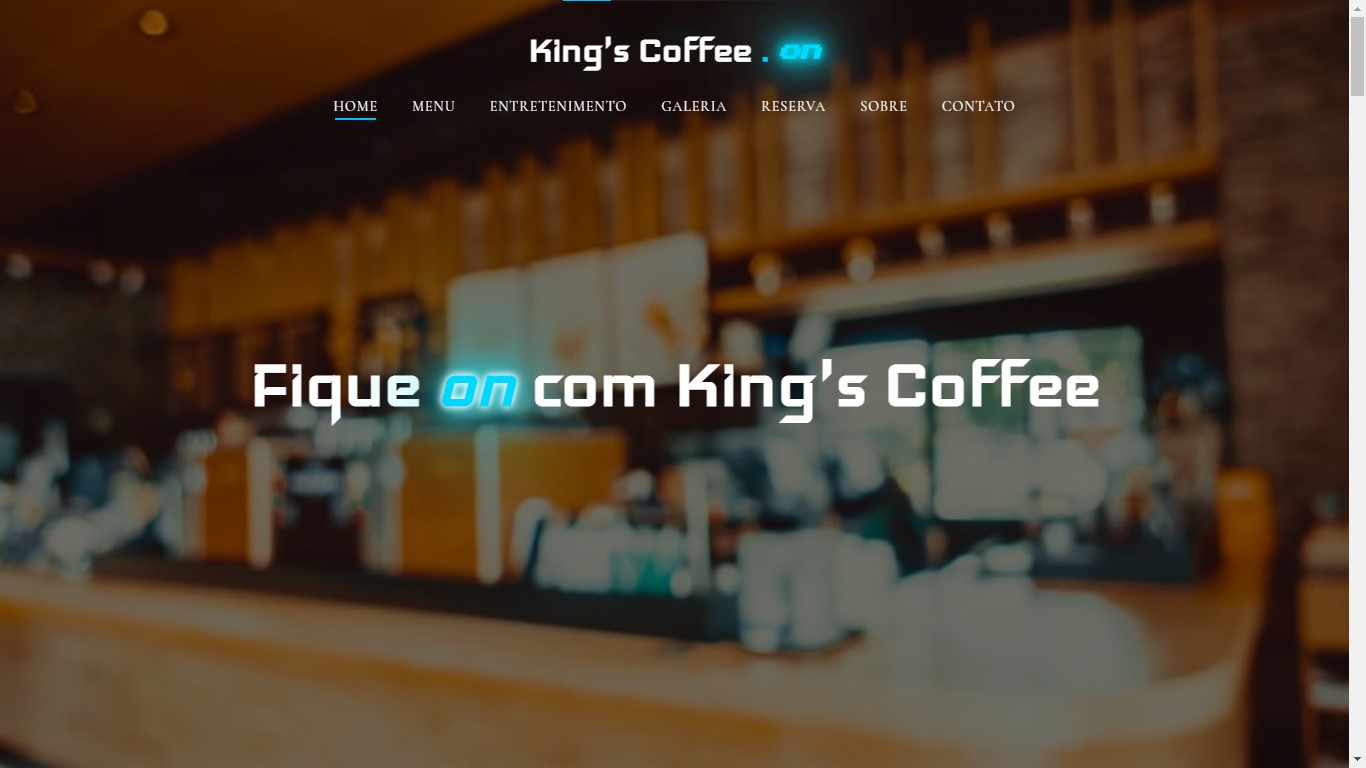 King's Coffee . on
HOME MENU ENTRETENIMENTO GALERIA RESERVA SOBRE CONTATO
Fique on com King's Coffee